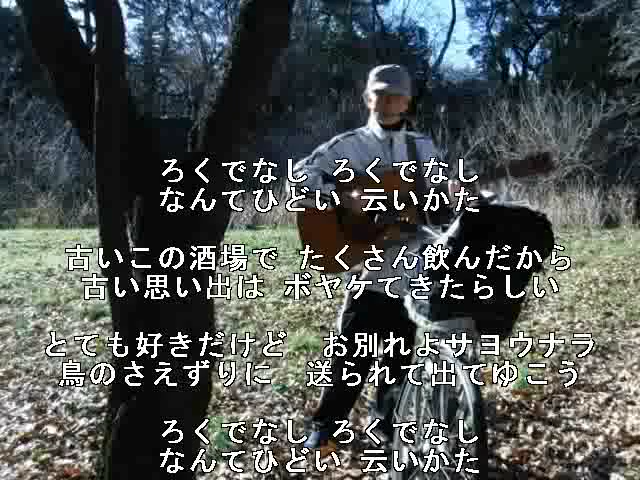 ろくでなし ろくでなし
なんてひどい 云いかた
古いこの酒場で たくさん飲んだから
古い思い出は ボヤケてきたらしい
とても好きだけど お別れよサヨウナラ
鳥のさえずりに 送られて出てゆこう
ろくでなし ろくでなし
なんてひどい 云いかた